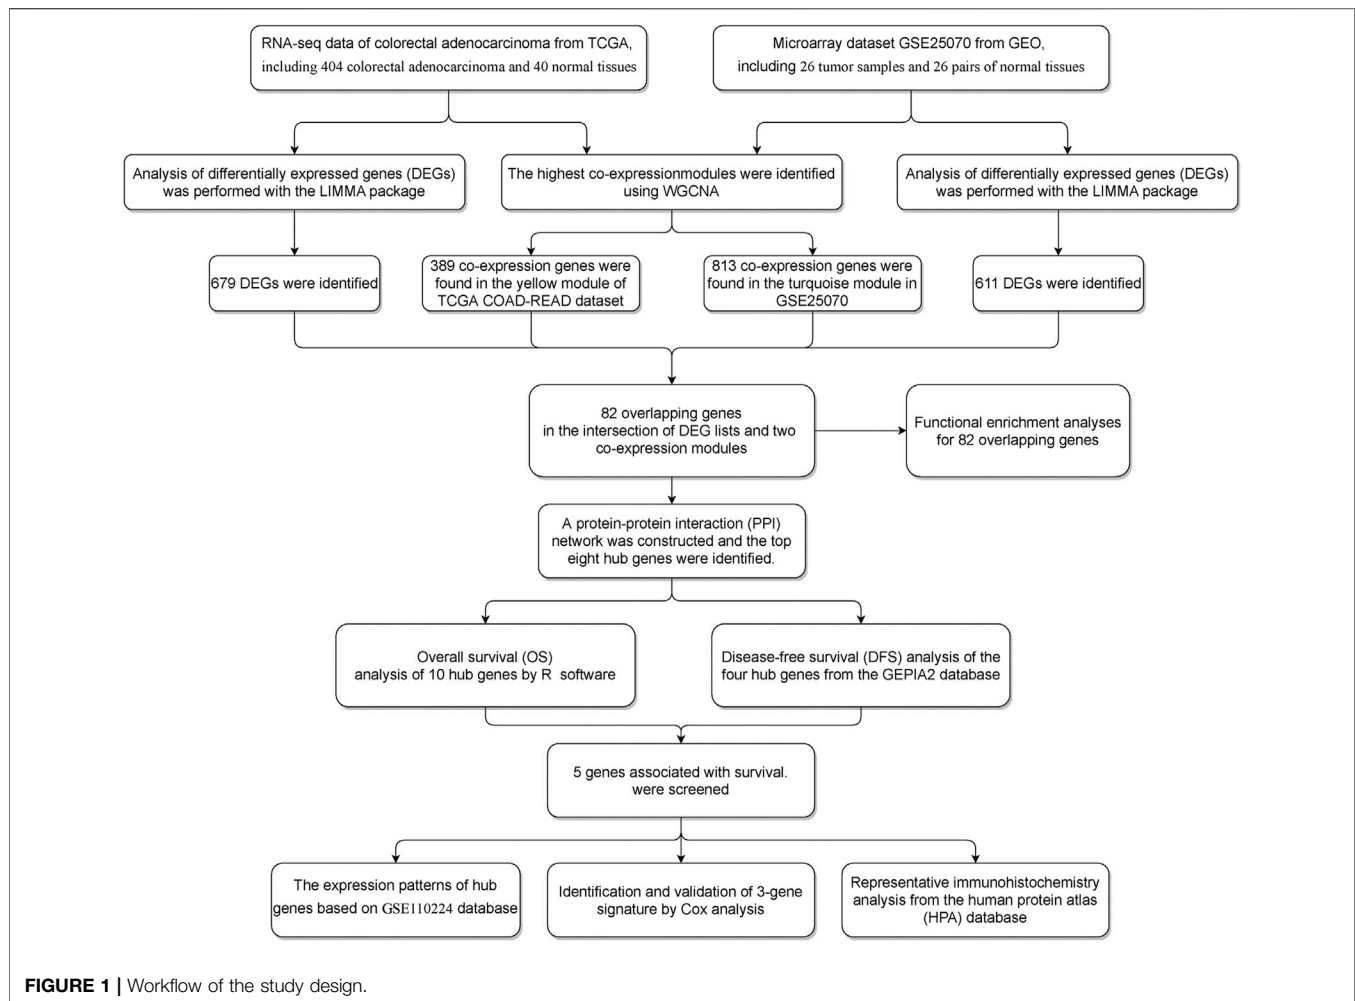 RNA-seq data of colorectal adenocarcinoma from TCGA,
including 404 colorectal adenocarcinoma and 40 normal tissues
Microarray dataset GSE25070 from GEO,
including 26 tumor samples and 26 pairs of normal tissues
Analysis of differentially expressed genes (DEGs)
was performed with the LIMMA package
The highest co-expressionmodules were identified
using WGCNA
Analysis of differentially expressed genes (DEGs)
was performed with the LIMMA package
679 DEGs were identified
389 co-expression genes were
found in the yellow module of
TCGA COAD-READ dataset
813 co-expression genes were
found in the turquoise module in
GSE25070
611 DEGs were identified
82 overlapping genes
in the intersection of DEG lists and two
co-expression modules
Functional enrichment analyses
for 82 overlapping genes
A protein-protein interaction (PPI)
network was constructed and the top
eight hub genes were identified.
Overall survival (OS)
analysis of 10 hub genes by R software
Disease-free survival (DFS) analysis of the
four hub genes from the GEPIA2 database
5 genes associated with survival.
were screened
The expression patterns of hub
genes based on GSE110224 database
Identification and validation of 3-gene
signature by Cox analysis
Representative immunohistochemistry
analysis from the human protein atlas
(HPA) database
FIGURE 1 | Workflow of the study design.